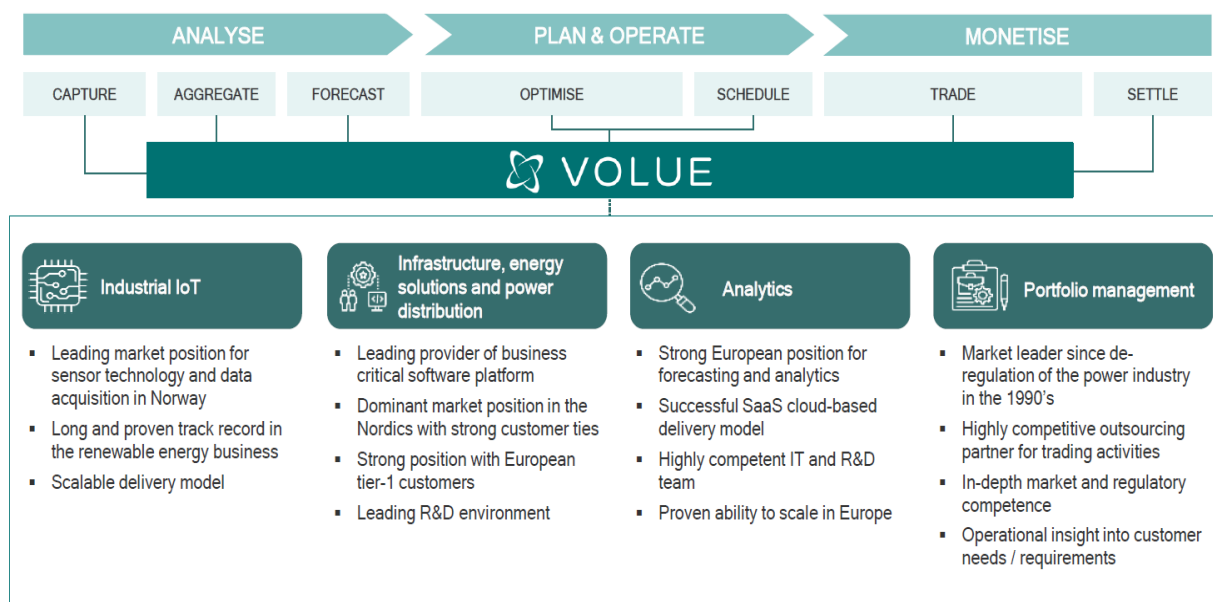 ANALYSE
PLAN & OPERATE
MONETISE
CAPTURE
AGGREGATE
FORECAST
OPTIMISE
SCHEDULE
TRADE
SETTLE
VOLUE
Industrial IoT
▪ Leading market position for
sensor technology and data
acquisition in Norway
▪ Long and proven track record in
the renewable energy business
▪ Scalable delivery model
Infrastructure, energy
solutions and power
distribution
▪ Leading provider of business
critical software platform
▪ Dominant market position in the
Nordics with strong customer ties
▪ Strong position with European
tier-1 customers
▪ Leading R&D environment
Analytics
▪ Strong European position for
forecasting and analytics
▪ Successful SaaS cloud-based
delivery model
▪ Highly competent IT and R&D
team
▪ Proven ability to scale in Europe
Portfolio management
▪ Market leader since de-
regulation of the power industry
in the 1990's
▪ Highly competitive outsourcing
partner for trading activities
▪ In-depth market and regulatory
competence
▪ Operational insight into customer
needs / requirements